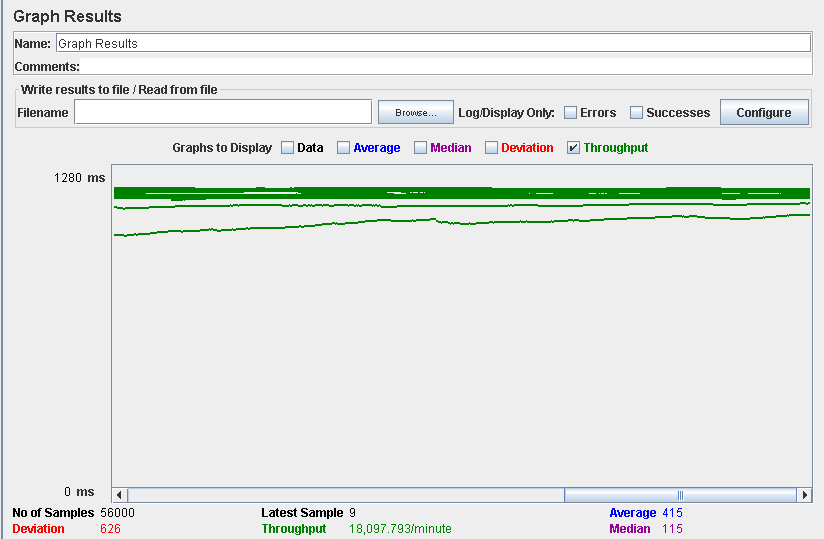 Graph Results
Name: Graph Results
Comments:
Write results to file / Read from file
Filename Browse... Log/Display Only: Errors Successes Configure
Graphs to Display Data Average Median Deviation Throughput
1280 ms
0 ms
No of Samples 56000 Latest Sample 9 Average 415
Deviation 626 Throughput 18,097.793/minute Median 115